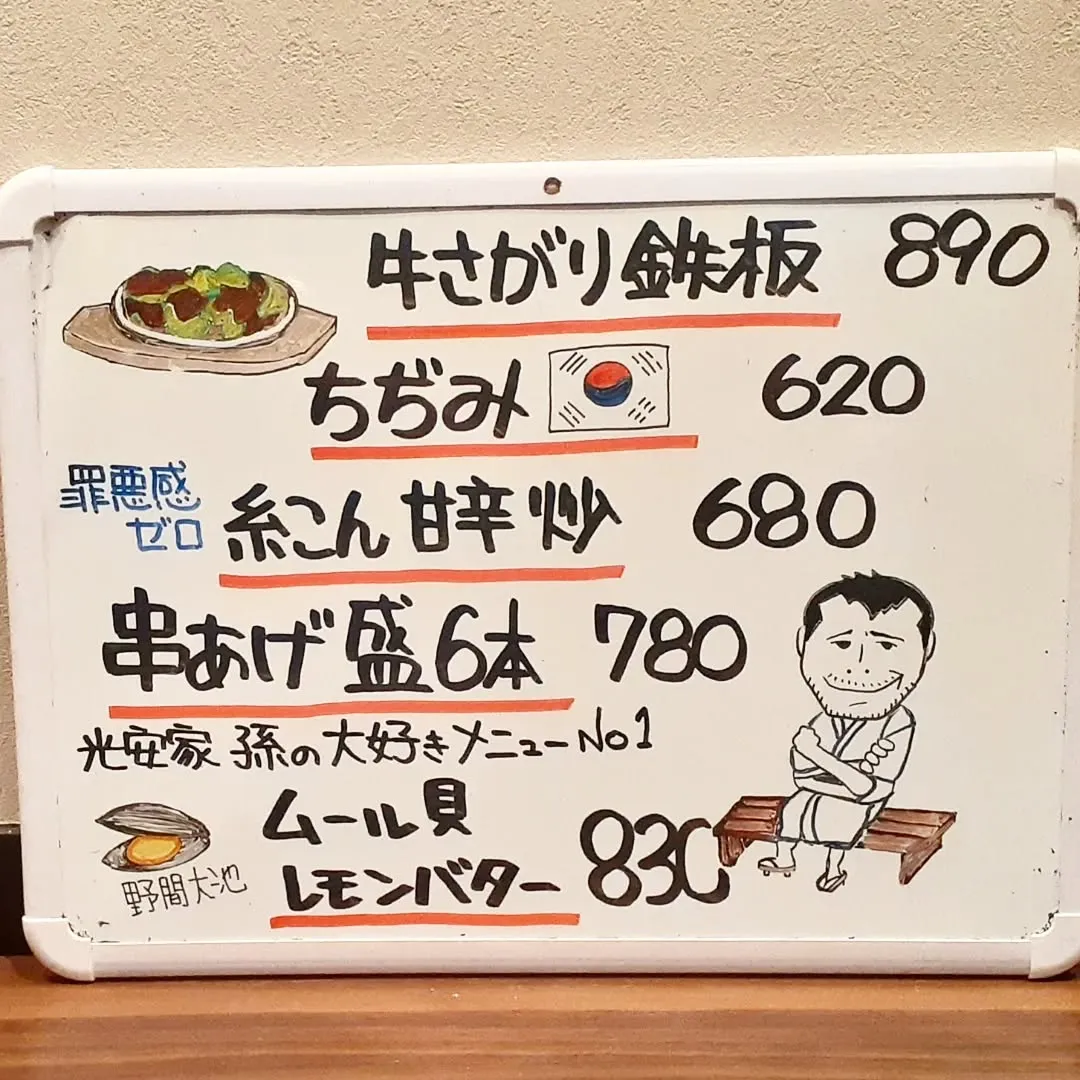 牛さがり鉄板 890
ちぢみ 620
罪悪感
ゼロ
糸こん 甘辛炒 680
串あげ盛6本 780
光安家 孫の大好きメニューNo1
ムール貝
レモンバター 830
野間大池